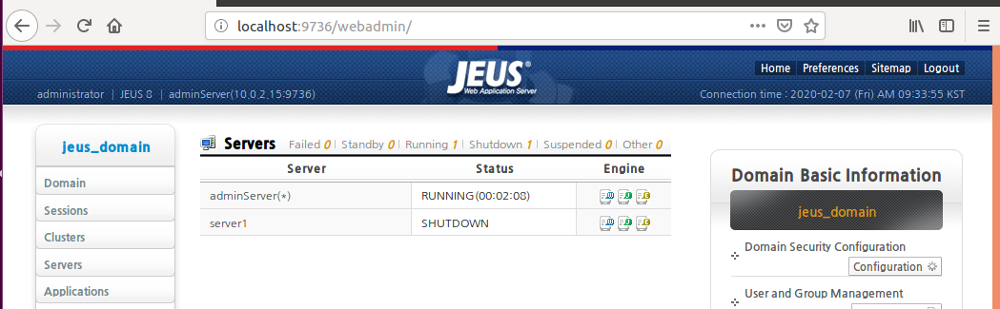 localhost:9736/webadmin/
JEUS®
Web Application Server
Home Preferences Sitemap Logout
administrator | JEUS 8 | adminServer(10.0.2.15:9736)
Connection time : 2020-02-07 (Fri) AM 09:33:55 KST
jeus_domain
Domain
Sessions
Clusters
Servers
Applications
Servers Failed 0 | Standby 0 | Running 1 | Shutdown 1 | Suspended 0 | Other 0
Server Status Engine
adminServer(*) RUNNING(00:02:08)
server1 SHUTDOWN
Domain Basic Information
jeus_domain
Domain Security Configuration
Configuration
User and Group Management